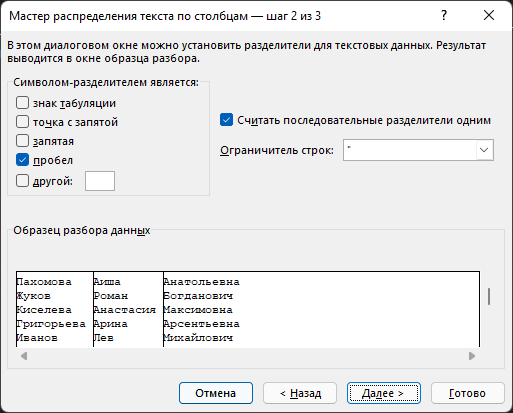 Мастер распределения текста по столбцам — шаг 2 из 3 ?
В этом диалоговом окне можно установить разделители для текстовых данных. Результат
выводится в окне образца разбора.
Символом-разделителем является:
знак табуляции
точка с запятой
запятая
пробел
другой:
Считать последовательные разделители одним
Ограничитель строк: "
Образец разбора данных
Пахомова Аиша Анатольевна
Жуков Роман Богданович
Киселева Анастасия Максимовна
Григорьева Арина Арсентьевна
Иванов Лев Михайлович
Отмена < Назад Далее > Готово